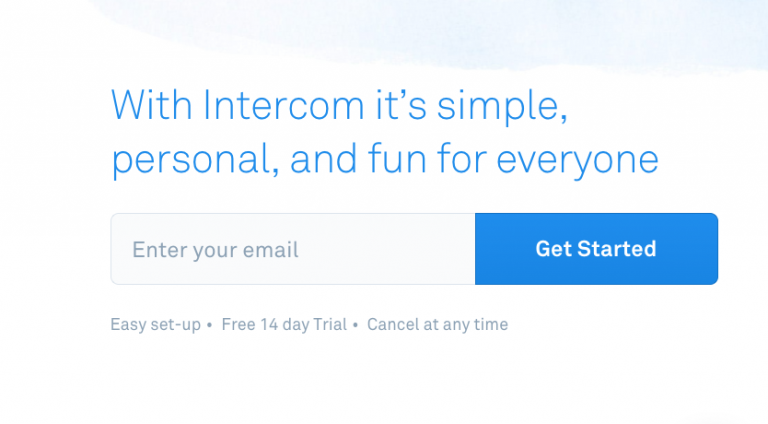 With Intercom it’s simple,
personal, and fun for everyone
Enter your email
Get Started
Easy set-up • Free 14 day Trial • Cancel at any time